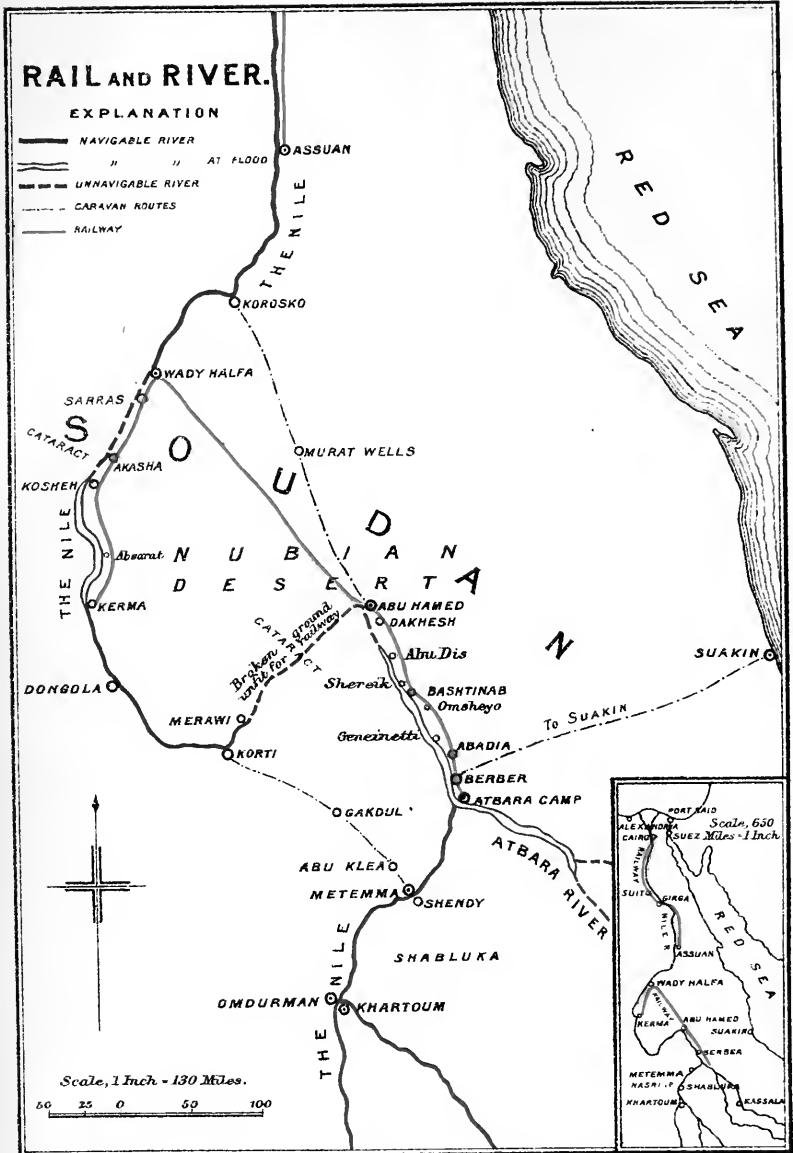 RAIL AND RIVER.
EXPLANATION
NAVIGABLE RIVER
" " AT FLOOD
UNNAVIGABLE RIVER
CARAVAN ROUTES
RAILWAY
ASSUAN
THE NILE
RED SEA
KOROSKO
WADY HALFA
SARRAS
CATARACT
SOUDAN
MURAT WELLS
AKASHA
KOSHEH
THE NILE
Absarat
NUBIAN
DESERT
KERMA
ABU HAMED
DAKHESH
CATARACT
Broken ground
unfit for railway
Abu Dis
SUAKIN
Shereik
BASHTINAB
Omsheyo
DONGOLA
MERAWI
To SUAKIN
Geneinetti
ABADIA
KORTI
BERBER
ATBARA CAMP
GAKDUL
ATBARA RIVER
ABU KLEA
METEMMA
SHENDY
SHABLUKA
THE NILE
OMDURMAN
KHARTOUM
Scale, 1 Inch = 130 Miles.
50 25 0 100
PORT SAID
ALEXANDRIA
Scale, 650
CAIRO
SUEZ
Miles = 1 Inch
RAILWAY
SUIT
GIRGA
NILE R
RED SEA
ASSUAN
WADY HALFA
RAILWAY
KERMA
ABU HAMED
SUAKIN
BERBER
METEMMA
SHABLUKA
KHARTOUM
KASSALA